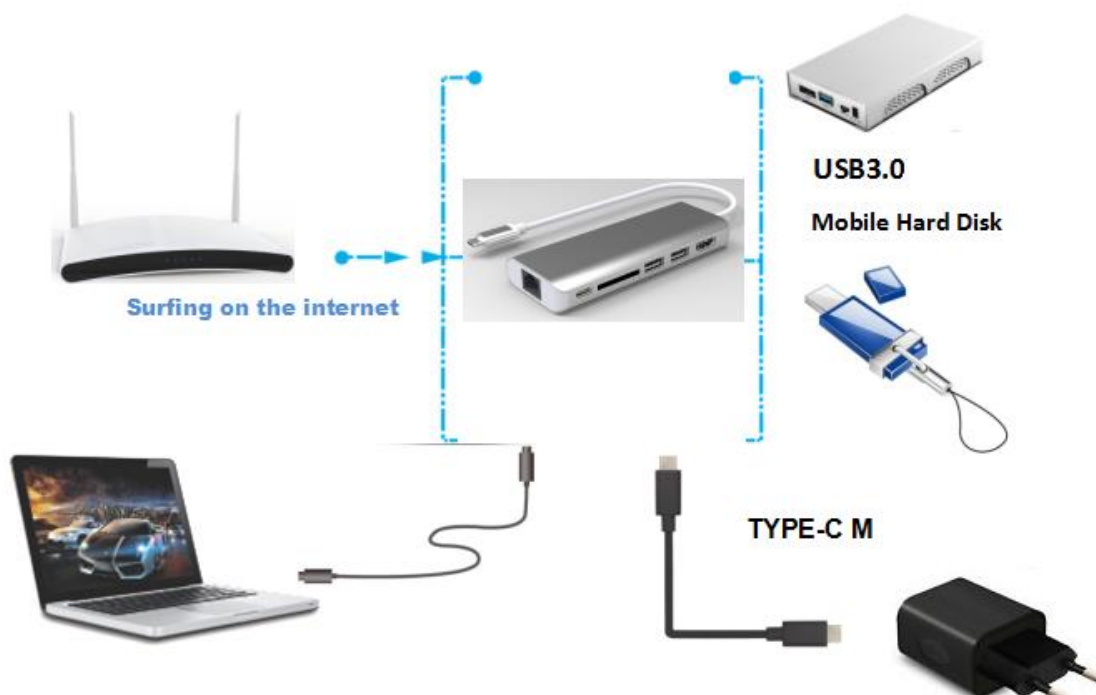 USB3.0
Mobile Hard Disk
Surfing on the internet
TYPE-C M